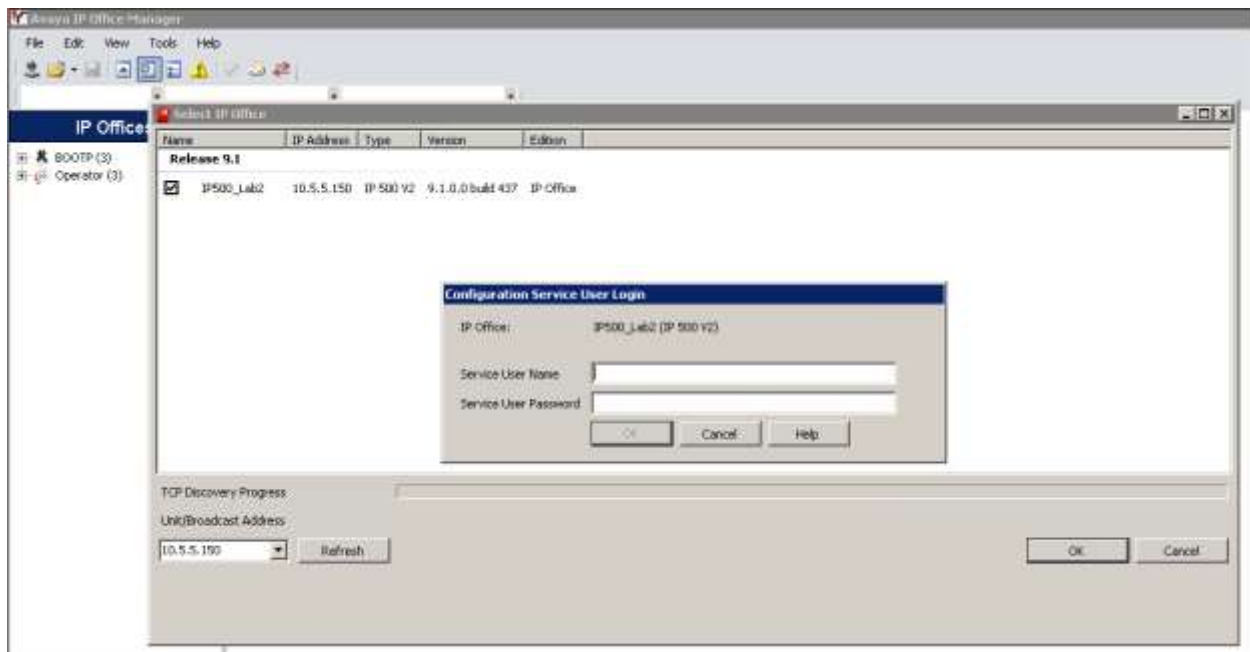 Avaya IP Office Manager
File Edit View Tools Help
IP Offices
BOOTP (3)
Operator (3)
Select IP Office
Name IP Address Type Version Edition
Release 9.1
IP500_Lab2 10.5.5.150 IP 500 V2 9.1.0.0 build 437 IP Office
Configuration Service User Login
IP Office: IP500_Lab2 (IP 500 V2)
Service User Name
Service User Password
OK Cancel Help
TCP Discovery Progress
Unit/Broadcast Address
10.5.5.150 Refresh
OK Cancel